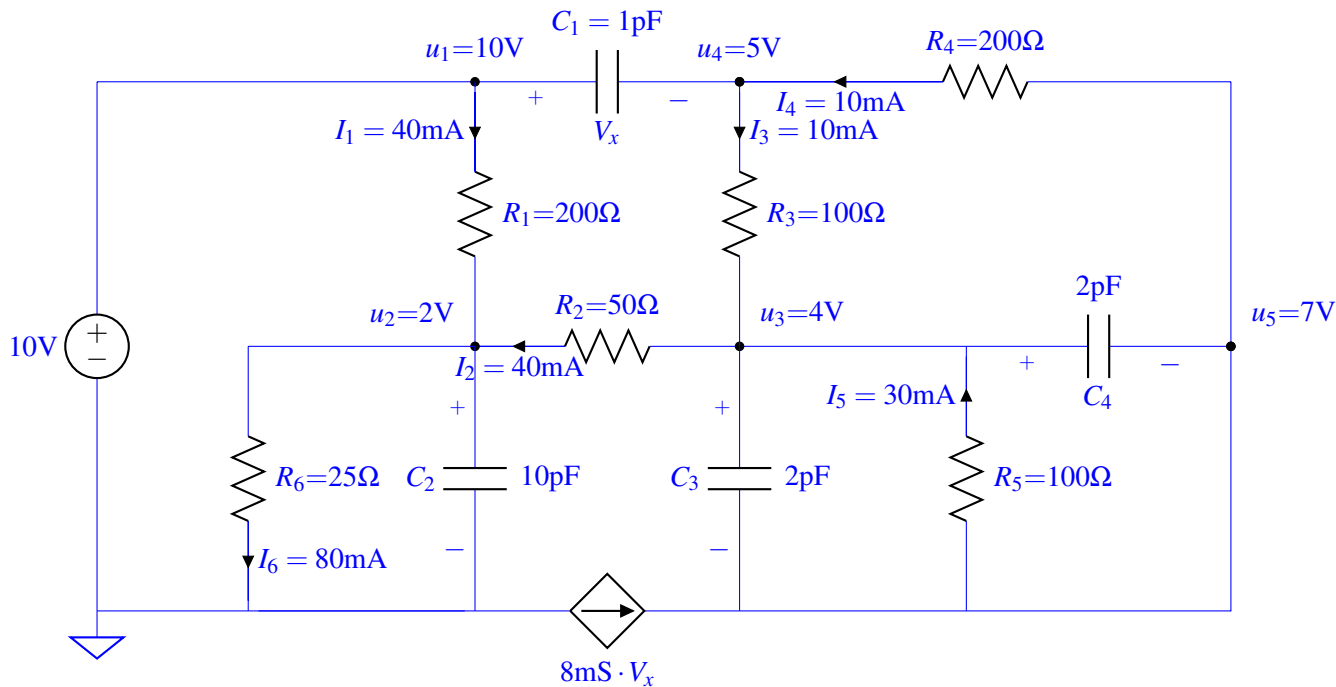 C₁ = 1pF
u₁=10V
u₄=5V
R₄=200Ω
+
−
I₄ = 10mA
I₁ = 40mA
Vₓ
I₃ = 10mA
R₁=200Ω
R₃=100Ω
2pF
R₂=50Ω
u₂=2V
u₃=4V
u₅=7V
10V
+
−
I₂ = 40mA
+
−
I₅ = 30mA
C₄
+
+
R₆=25Ω
C₂
10pF
C₃
2pF
R₅=100Ω
−
−
I₆ = 80mA
8mS · Vₓ